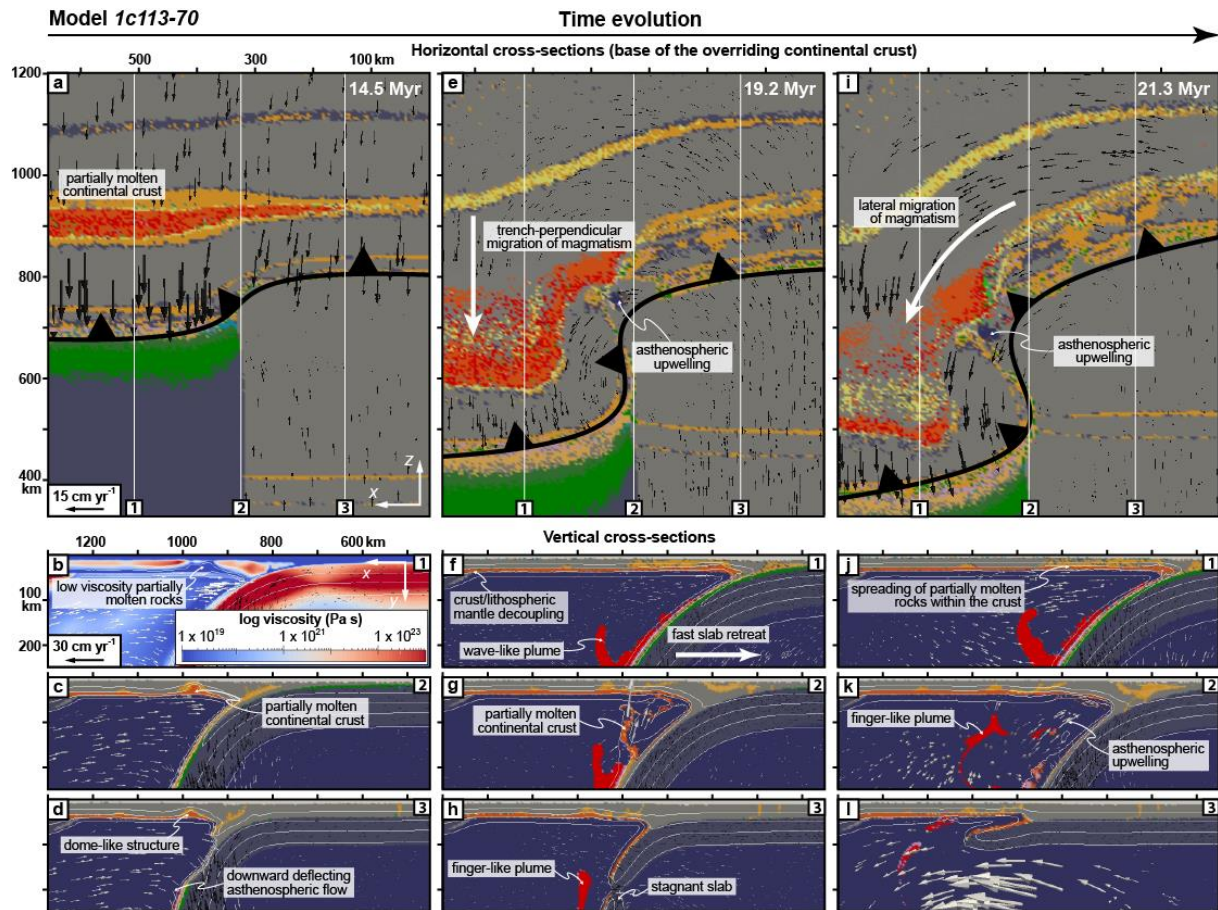 Model 1c113-70
Time evolution
Horizontal cross-sections (base of the overriding continental crust)
500 300 100 km
1200
1000
800
600
400
km
a
14.5 Myr
partially molten
continental crust
15 cm yr-1
z
x
1 2 3
e
19.2 Myr
trench-perpendicular
migration of magmatism
asthenospheric
upwelling
1 2 3
i
21.3 Myr
lateral migration
of magmatism
asthenospheric
upwelling
1 2 3
Vertical cross-sections
1200 1000 800 600 km
100
km
200
b
1
x
y
low viscosity partially
molten rocks
log viscosity (Pa s)
1 x 10^19 1 x 10^21 1 x 10^23
30 cm yr-1
f
1
crust/lithospheric
mantle decoupling
wave-like plume
fast slab retreat
j
1
spreading of partially molten
rocks within the crust
c
2
partially molten
continental crust
g
2
partially molten
continental crust
k
2
finger-like plume
asthenospheric
upwelling
d
3
dome-like structure
downward deflecting
asthenospheric flow
h
3
finger-like plume
stagnant slab
l
3